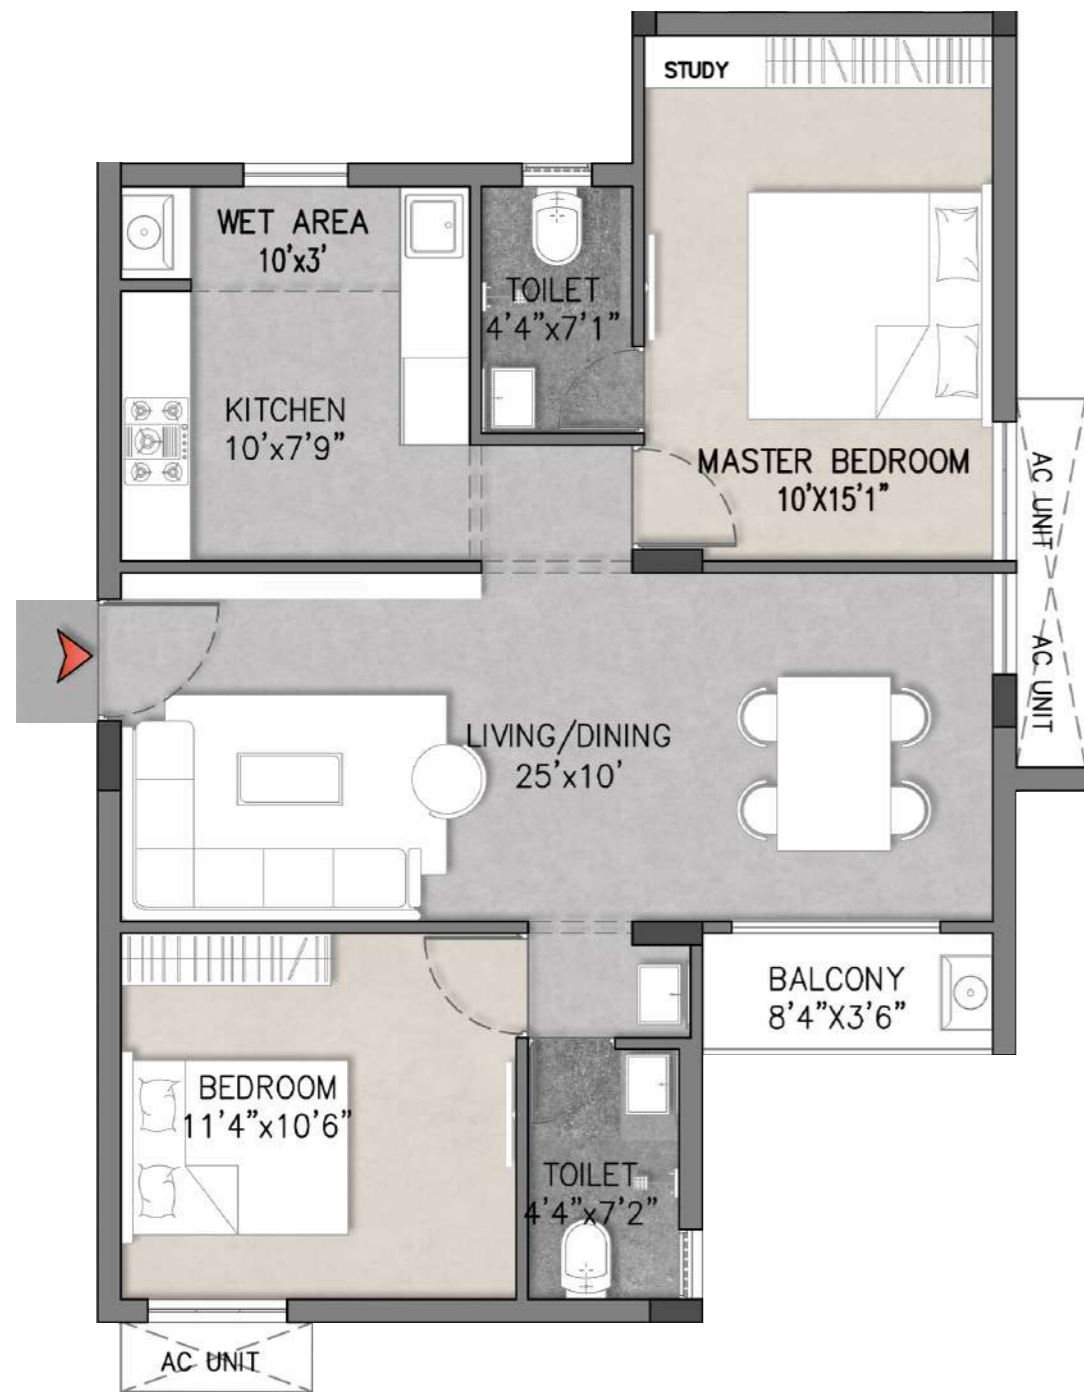 STUDY
WET AREA
10'x3'
TOILET
4'4"x7'1"
KITCHEN
10'x7'9"
MASTER BEDROOM
10'X15'1"
AC UNIT
AC UNIT
LIVING/DINING
25'x10'
BALCONY
8'4"X3'6"
BEDROOM
11'4"x10'6"
TOILET
4'4"x7'2"
AC UNIT